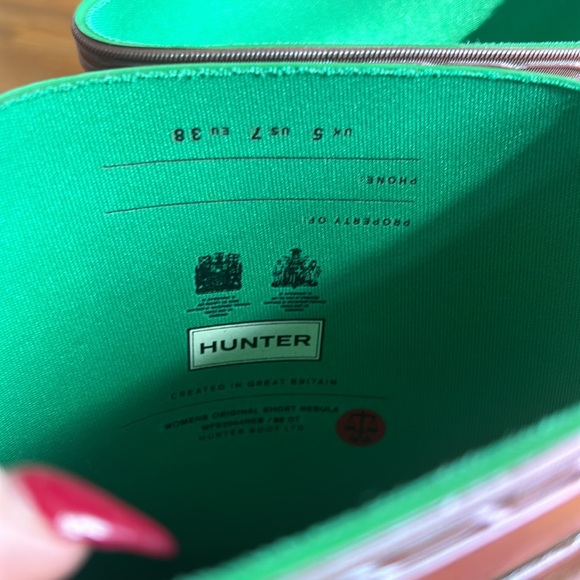 UK 5 US 7 EU 38
PHONE:
PROPERTY OF:
HUNTER
CREATED IN GREAT BRITAIN
WOMENS ORIGINAL SHORT NEBULA
HUNTER BOOT LTD